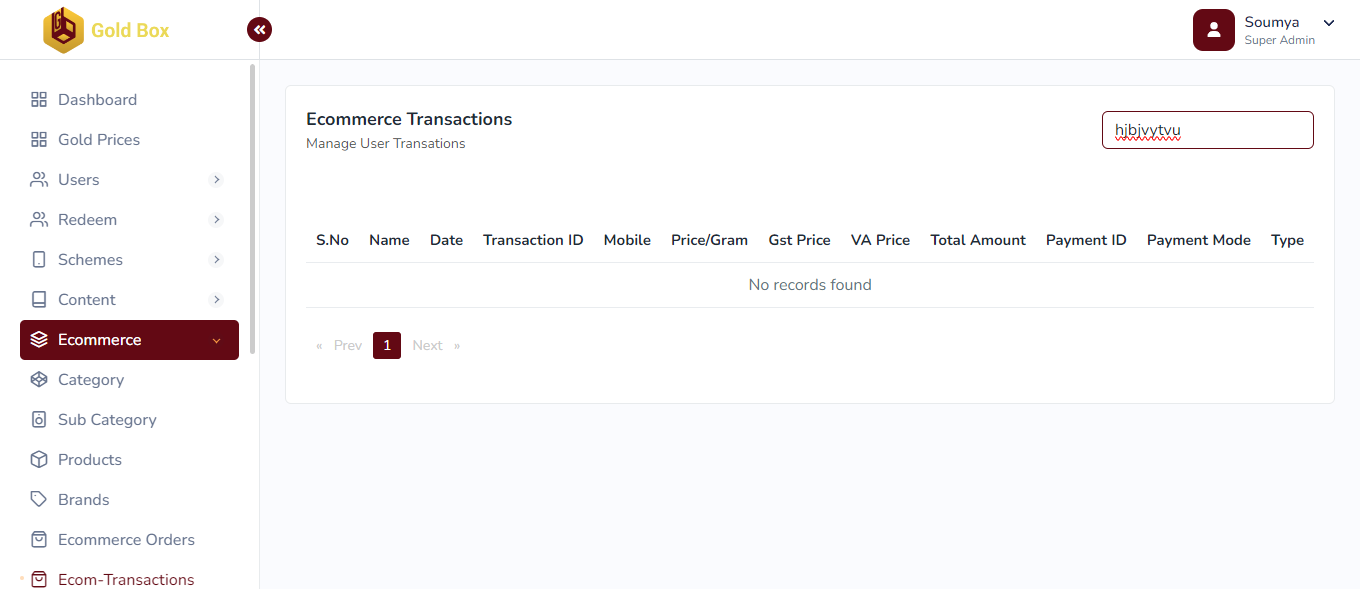 Gold Box
Soumya
Super Admin
Dashboard
Gold Prices
Users
Redeem
Schemes
Content
Ecommerce
Category
Sub Category
Products
Brands
Ecommerce Orders
Ecom-Transactions
Ecommerce Transactions
Manage User Transations
hjbjvytvu
S.No Name Date Transaction ID Mobile Price/Gram Gst Price VA Price Total Amount Payment ID Payment Mode Type
No records found
« Prev 1 Next »